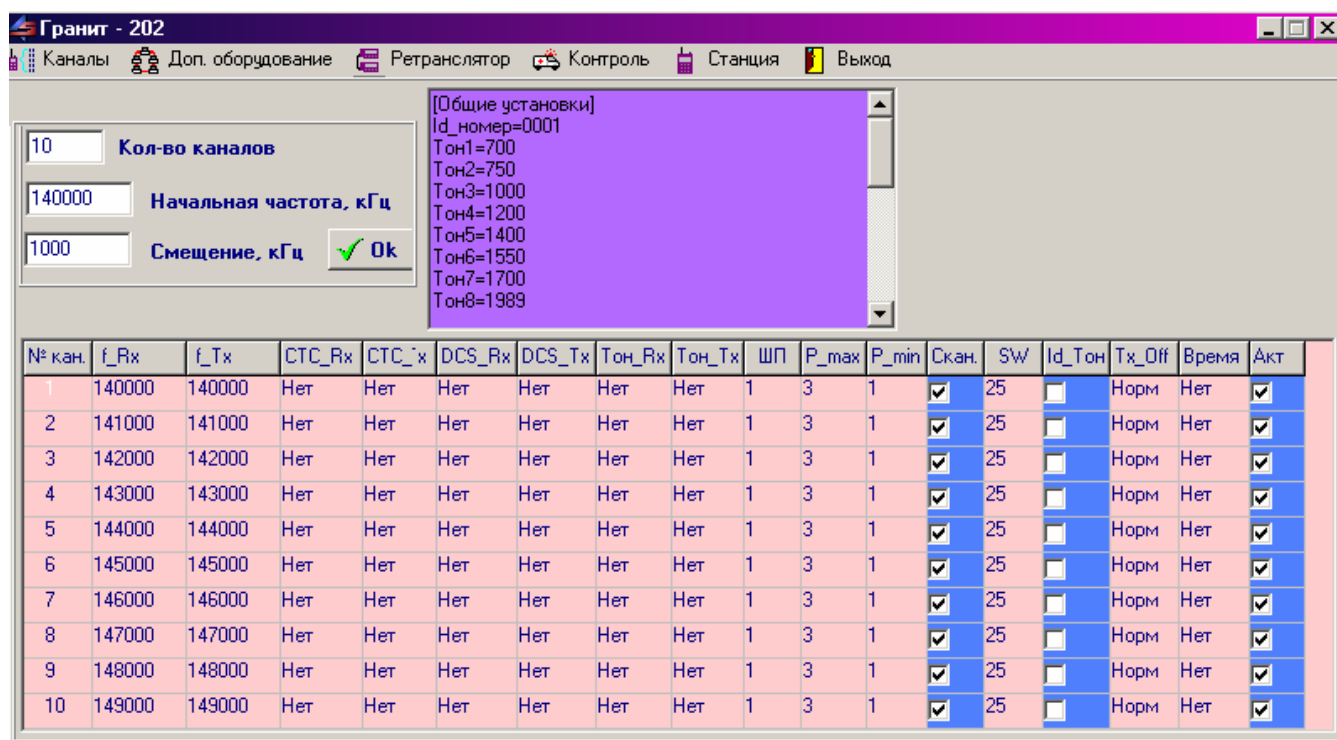 Гранит - 202
Каналы Доп. оборудование Ретранслятор Контроль Станция Выход
10 Кол-во каналов
140000 Начальная частота, кГц
1000 Смещение, кГц Ok
[Общие установки]
Id_номер=0001
Тон1=700
Тон2=750
Тон3=1000
Тон4=1200
Тон5=1400
Тон6=1550
Тон7=1700
Тон8=1989
№ кан. f_Rx f_Tx CTC_Rx CTC_Tx DCS_Rx DCS_Tx Тон_Rx Тон_Tx ШП P_max P_min Скан. SW Id_Тон Tx_Off Время Акт
1 140000 140000 Нет Нет Нет Нет Нет Нет 1 3 1 25 Норм Нет
2 141000 141000 Нет Нет Нет Нет Нет Нет 1 3 1 25 Норм Нет
3 142000 142000 Нет Нет Нет Нет Нет Нет 1 3 1 25 Норм Нет
4 143000 143000 Нет Нет Нет Нет Нет Нет 1 3 1 25 Норм Нет
5 144000 144000 Нет Нет Нет Нет Нет Нет 1 3 1 25 Норм Нет
6 145000 145000 Нет Нет Нет Нет Нет Нет 1 3 1 25 Норм Нет
7 146000 146000 Нет Нет Нет Нет Нет Нет 1 3 1 25 Норм Нет
8 147000 147000 Нет Нет Нет Нет Нет Нет 1 3 1 25 Норм Нет
9 148000 148000 Нет Нет Нет Нет Нет Нет 1 3 1 25 Норм Нет
10 149000 149000 Нет Нет Нет Нет Нет Нет 1 3 1 25 Норм Нет